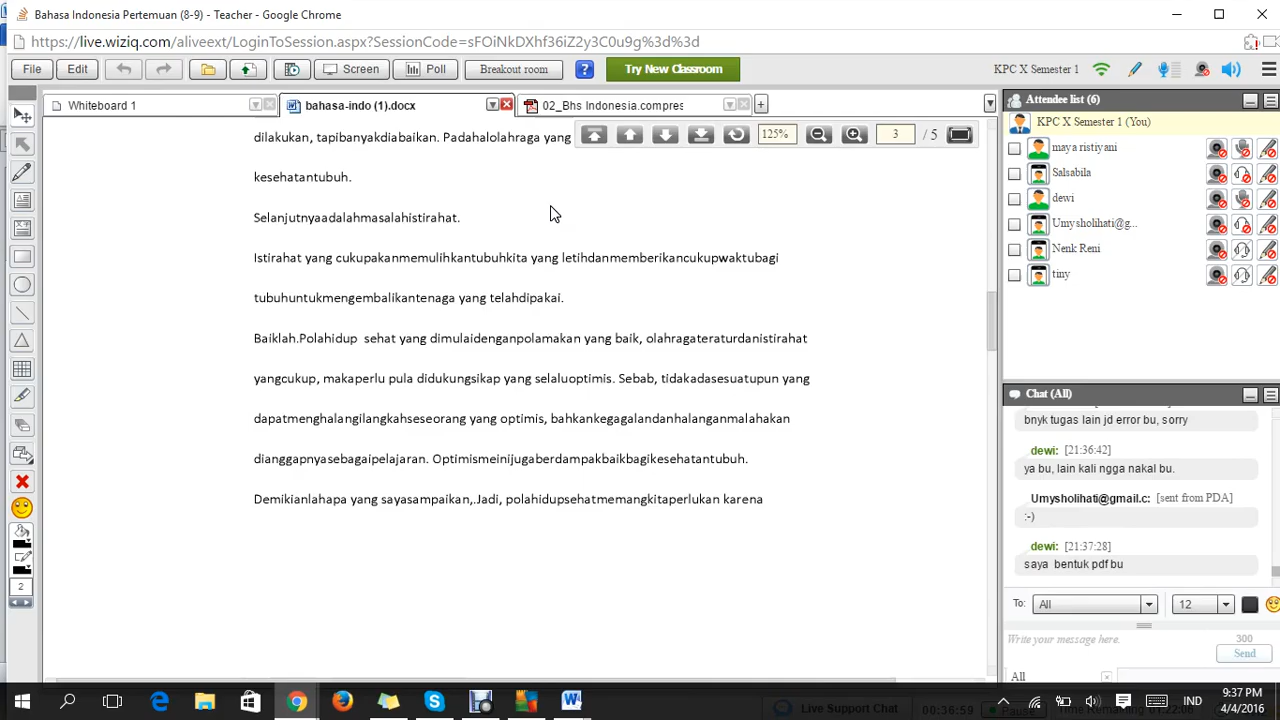 Bahasa Indonesia Pertemuan (8-9) - Teacher - Google Chrome
https://live.wiziq.com/aliveext/LoginToSession.aspx?SessionCode=sFOiNkDXhf36iZ2y3C0u9g%3d%3d
File Edit Screen Poll Breakout room ? Try New Classroom KPC X Semester 1
Whiteboard 1 bahasa-indo (1).docx 02_Bhs Indonesia.compres
125% 3 / 5
dilakukan, tapibanyakdiabaikan. Padahalolahraga yang
kesehatantubuh.
Selanjutnyaadalahmasalahistirahat.
Istirahat yang cukupakanmemulihkantubuhkita yang letihdanmemberikancukupwaktubagi
tubuhuntukmengembalikantenaga yang telahdipakai.
Baiklah.Polahidup  sehat yang dimulaidenganpolamakan yang baik, olahragateraturdanistirahat
yangcukup, makaperlu pula didukungsikap yang selaluoptimis. Sebab, tidakadasesuatupun yang
dapatmenghalangilangkahseseorang yang optimis, bahkankegagalandanhalanganmalahakan
dianggapnyasebagaipelajaran. Optimismeinijugaberdampakbaikbagikesehatantubuh.
Demikianlahapa yang sayasampaikan,.Jadi, polahidupsehatmemangkitaperlukan karena
2
Attendee list (6)
KPC X Semester 1 (You)
maya ristiyani
Salsabila
dewi
Umysholihati@g...
Nenk Reni
tiny
Chat (All)
bnyk tugas lain jd error bu, sorry
dewi: [21:36:42]
ya bu, lain kali ngga nakal bu.
Umysholihati@gmail.c: [sent from PDA]
:-)
dewi: [21:37:28]
saya bentuk pdf bu
To: All 12
Write your message here. 300
Send
All
Live Support Chat 00:36:59 Pause
IND
9:37 PM
4/4/2016